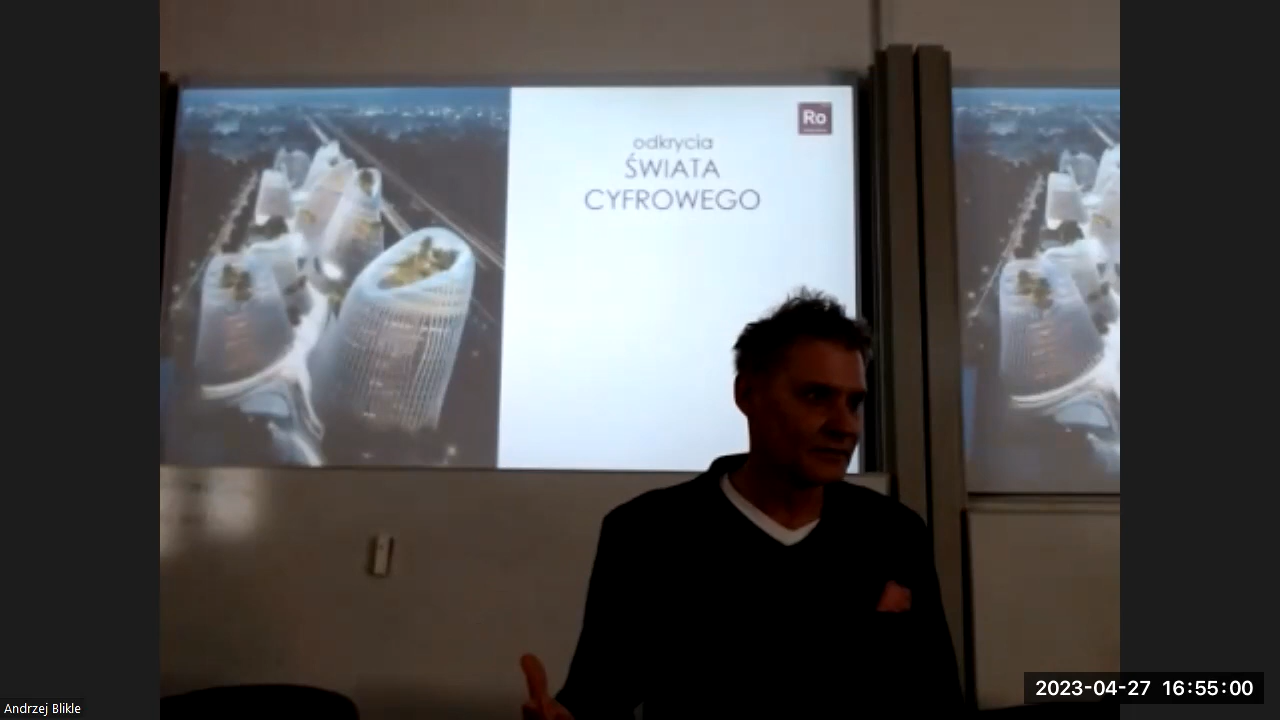 Ro
odkrycia
ŚWIATA
CYFROWEGO
Andrzej Blikle
2023-04-27 16:55:00